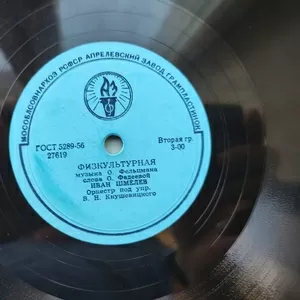 МОСОБЛСОВНАРХОЗ РСФСР АПРЕЛЕВСКИЙ ЗАВОД ГРАМПЛАСТИНОК
ГОСТ 5289-56
27619
Вторая гр.
3-00
ФИЗКУЛЬТУРНАЯ
музыка О. Фельцмана
слова О. Фадеевой
ИВАН ШМЕЛЕВ
Оркестр под упр.
В. Н. Кнушевицкого